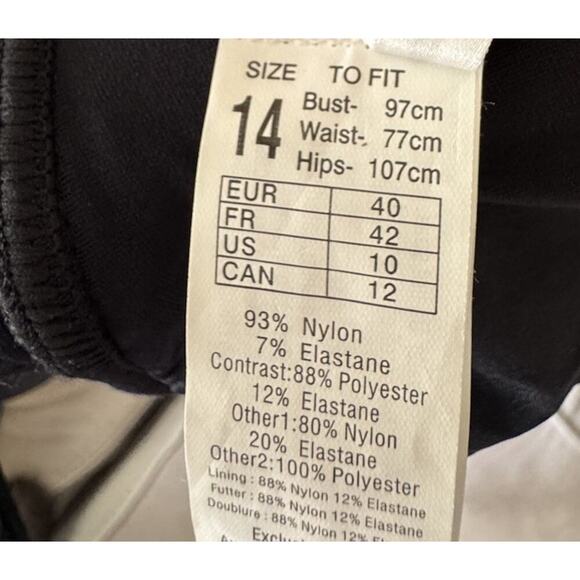 SIZE TO FIT
14
Bust- 97cm
Waist- 77cm
Hips- 107cm
EUR 40
FR 42
US 10
CAN 12
93% Nylon
7% Elastane
Contrast:88% Polyester
12% Elastane
Other1:80% Nylon
20% Elastane
Other2:100% Polyester
Lining : 88% Nylon 12% Elastane
Futter : 88% Nylon 12% Elastane
Doublure : 88% Nylon 12%